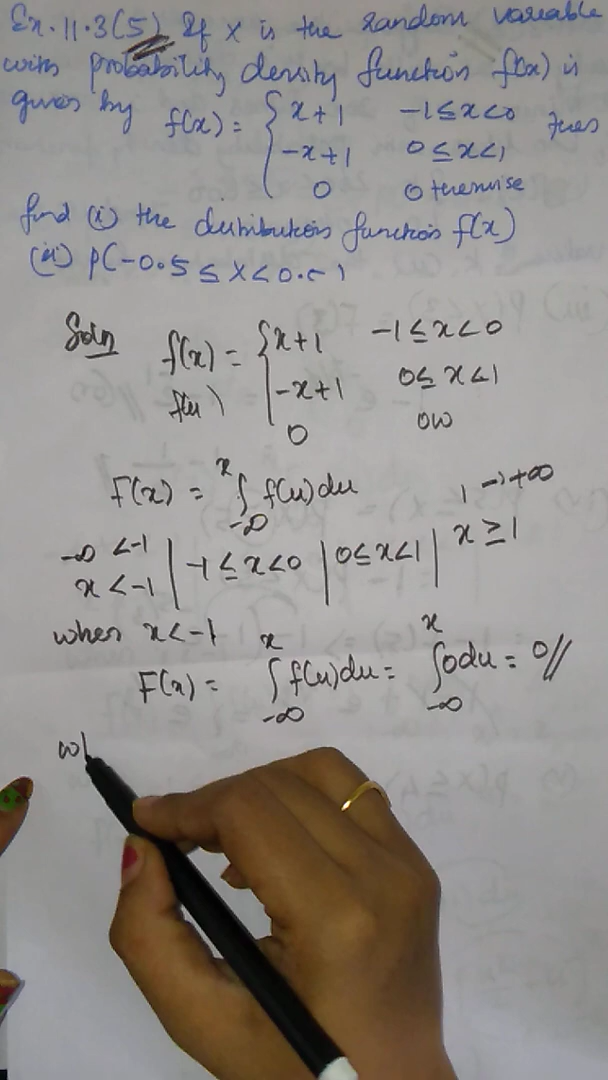 Ex. 11.3(5) If X is the random variable
with probability density function f(x) is
given by f(x) = { x+1 -1≤x<0 then
-x+1 0≤x<1
0 otherwise
find (i) the distribution function f(x)
(ii) P(-0.5 ≤ X < 0.
Soln f(x) = { x+1 -1≤x<0
f(u) -x+1 0≤x<1
0 ow
F(x) = ∫_{-∞}^{x} f(u)du 1→+∞
-∞ <-1
x<-1 | -1≤x<0 | 0≤x<1 | x≥1
when x<-1
F(x) = ∫_{-∞}^{x} f(u)du = ∫_{-∞}^{x} 0du = 0//